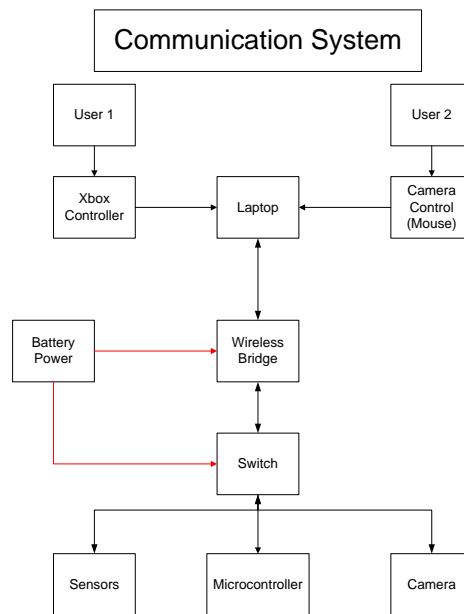 Communication System
User 1
User 2
Xbox
Controller
Laptop
Camera
Control
(Mouse)
Battery
Power
Wireless
Bridge
Switch
Sensors
Microcontroller
Camera